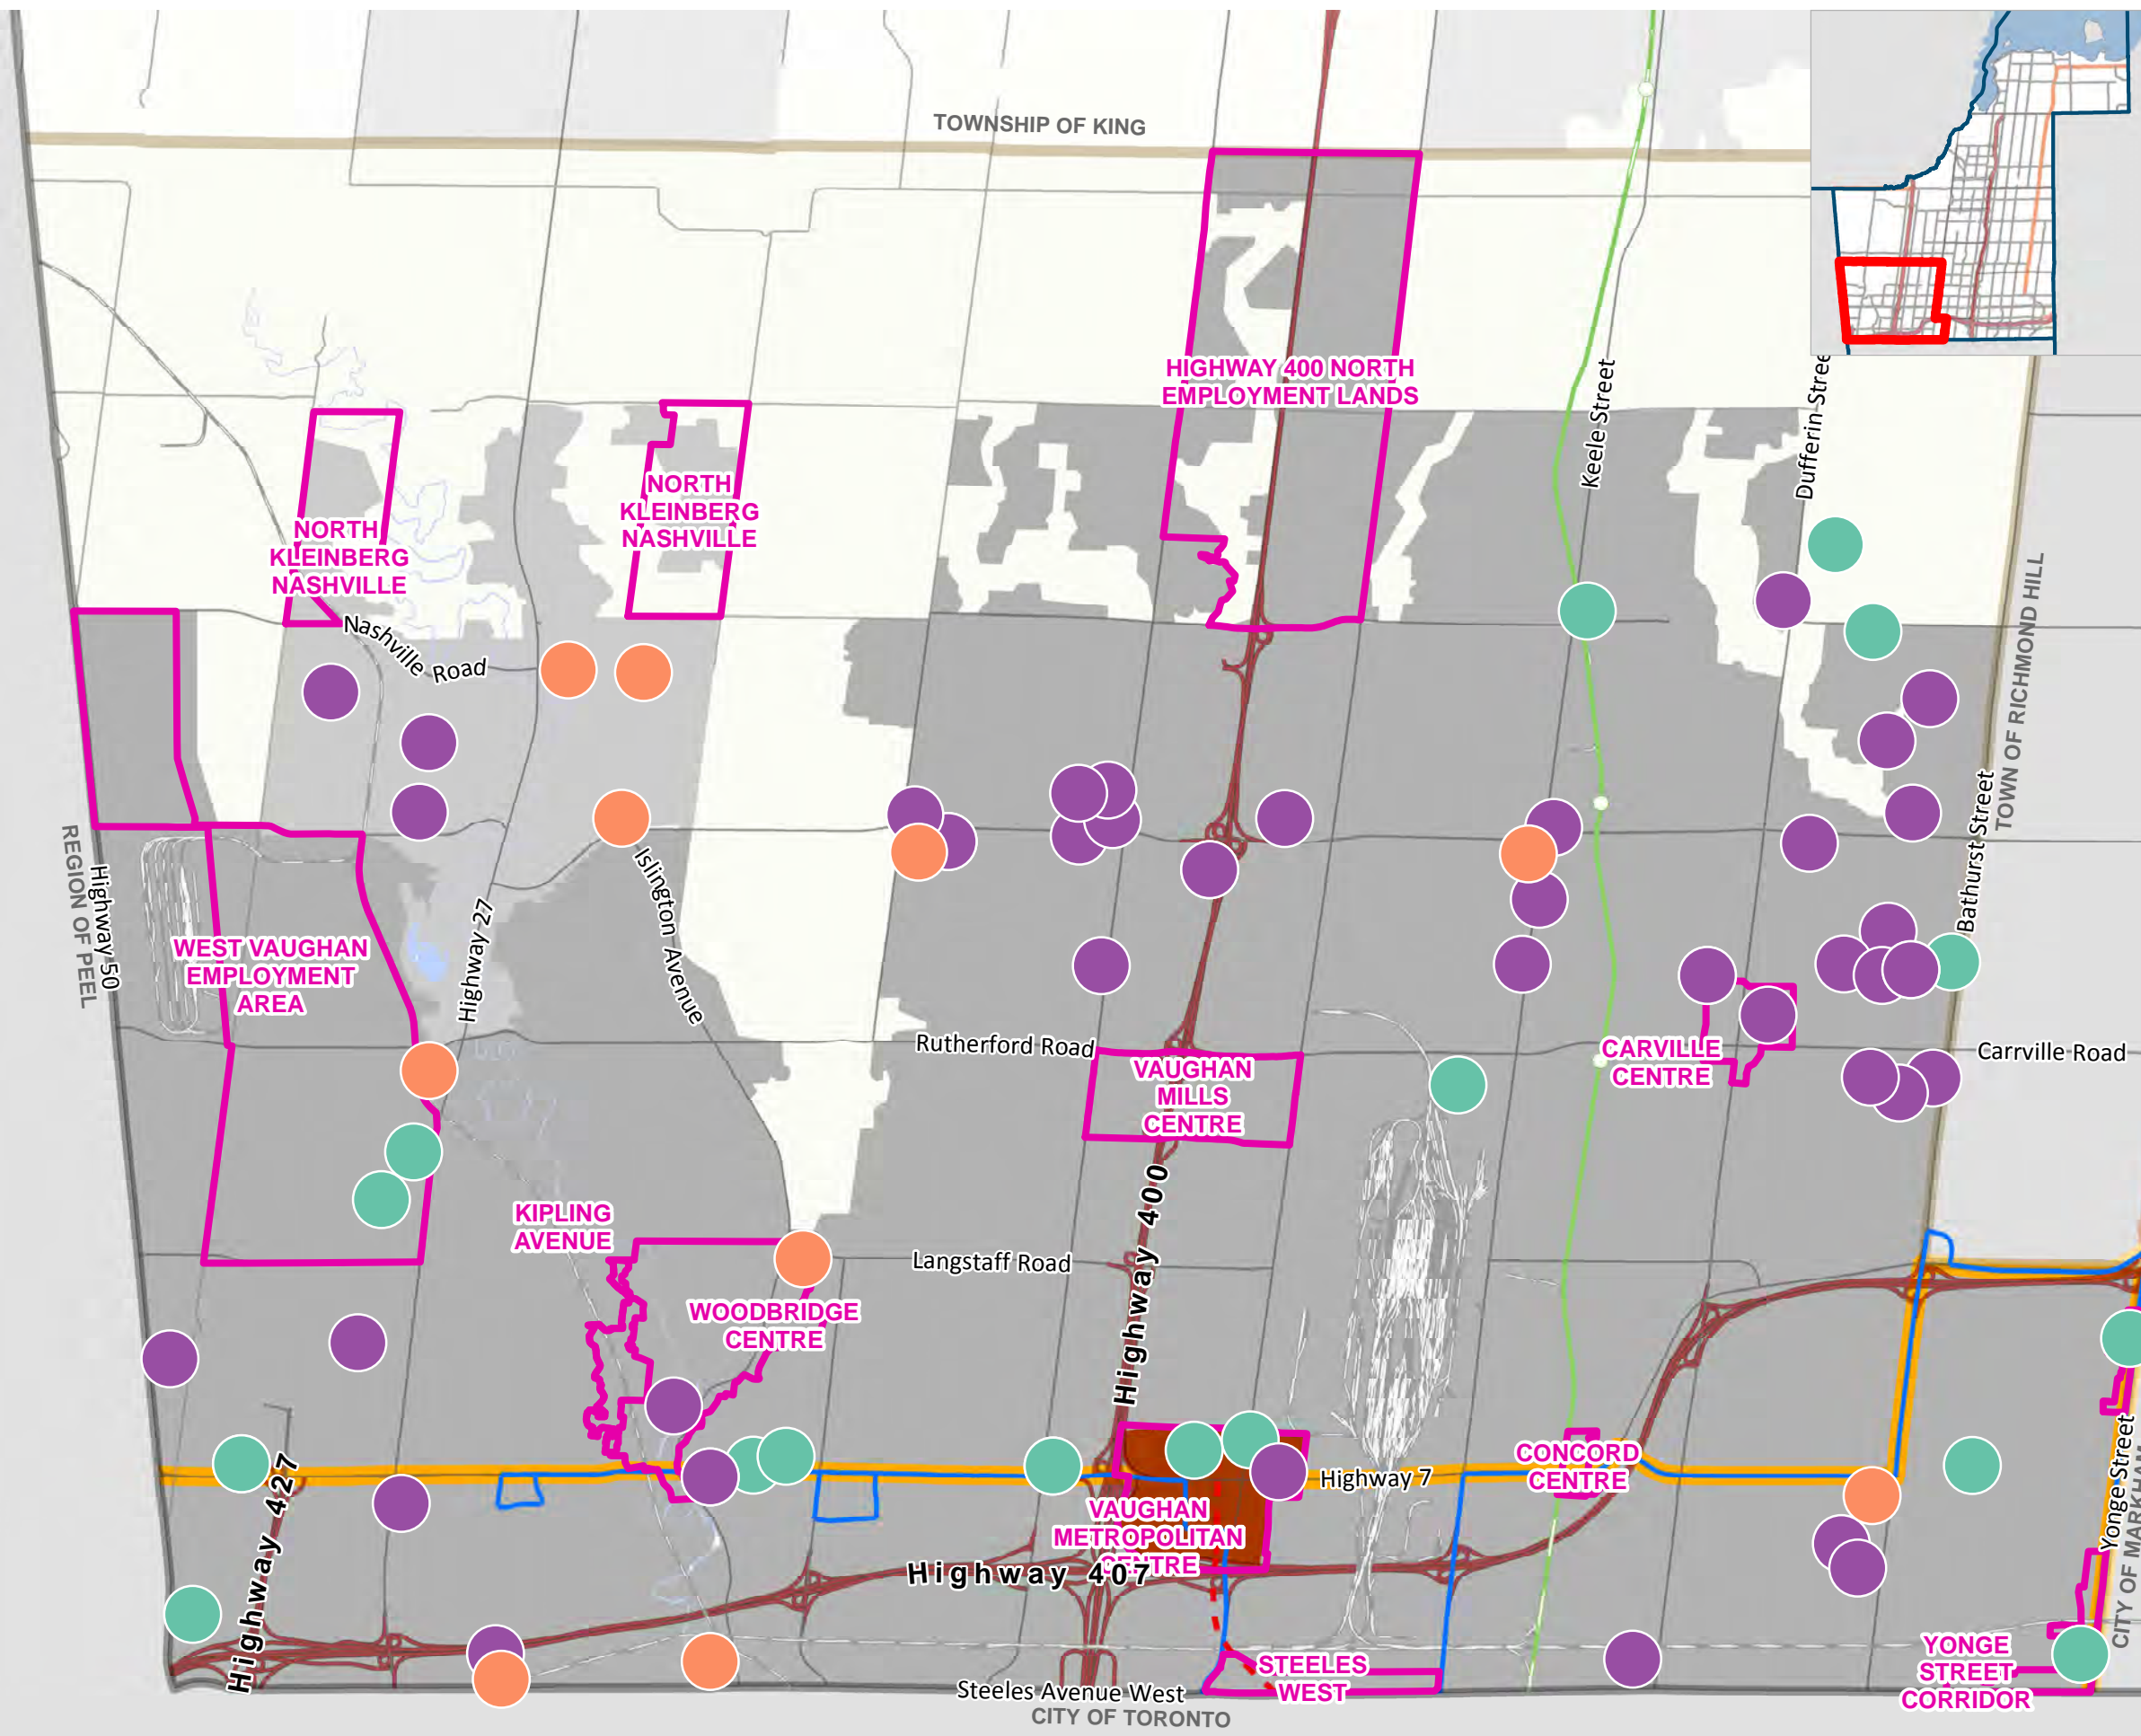 TOWNSHIP OF KING
HIGHWAY 400 NORTH
EMPLOYMENT LANDS
Keele Street
Dufferin Stree
NORTH
KLEINBERG
NASHVILLE
NORTH
KLEINBERG
NASHVILLE
Nashville Road
TOWN OF RICHMOND HILL
Bathurst Street
REGION OF PEEL
Highway 50
Islington Avenue
Highway 27
WEST VAUGHAN
EMPLOYMENT
AREA
Rutherford Road
VAUGHAN
MILLS
CENTRE
CARVILLE
CENTRE
Carrville Road
KIPLING
AVENUE
Langstaff Road
Highway 400
WOODBRIDGE
CENTRE
Highway 427
Highway 7
CONCORD
CENTRE
VAUGHAN
METROPOLITAN
CENTRE
Highway 407
Yonge Street
CITY OF MARKHAM
STEELES
WEST
YONGE
STREET
CORRIDOR
Steeles Avenue West
CITY OF TORONTO